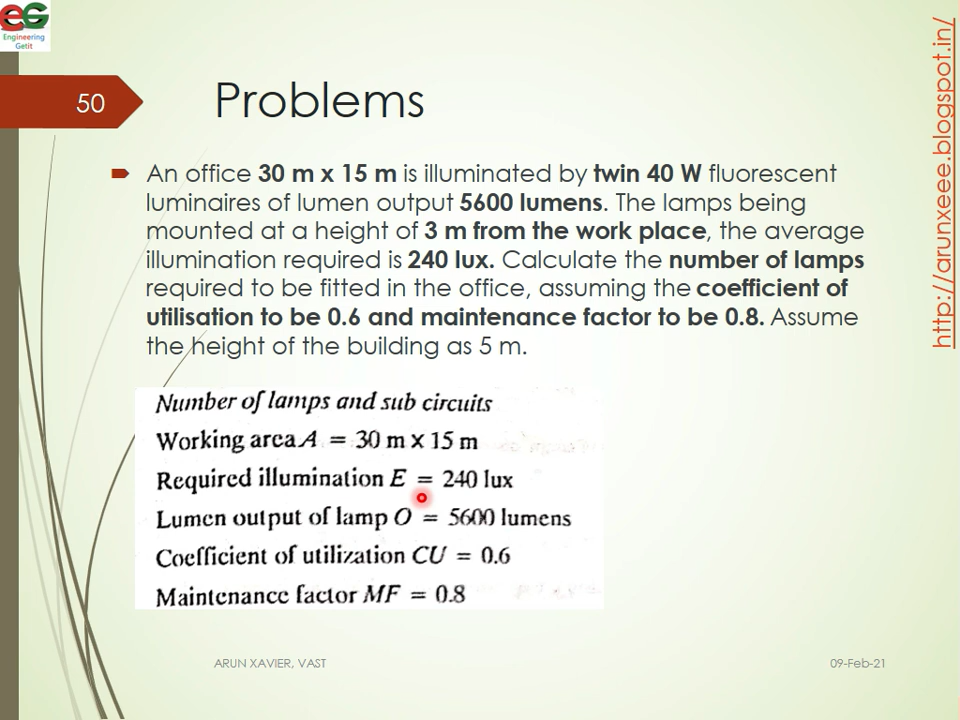 EG
Engineering
Getit
50
Problems
An office 30 m x 15 m is illuminated by twin 40 W fluorescent
luminaires of lumen output 5600 lumens. The lamps being
mounted at a height of 3 m from the work place, the average
illumination required is 240 lux. Calculate the number of lamps
required to be fitted in the office, assuming the coefficient of
utilisation to be 0.6 and maintenance factor to be 0.8. Assume
the height of the building as 5 m.
Number of lamps and sub circuits
Working area A = 30 m x 15 m
Required illumination E = 240 lux
Lumen output of lamp O = 5600 lumens
Coefficient of utilization CU = 0.6
Maintenance factor MF = 0.8
ARUN XAVIER, VAST
09-Feb-21
http://arunxeee.blogspot.in/